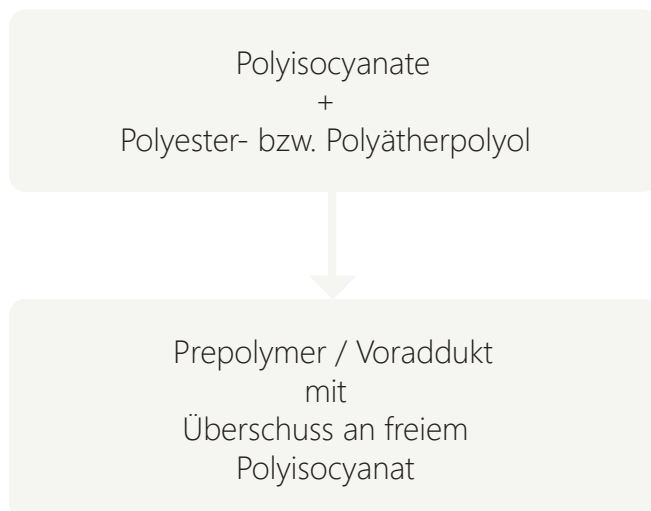 Polyisocyanate
+
Polyester- bzw. Polyätherpolyol
Prepolymer / Voraddukt
mit
Überschuss an freiem
Polyisocyanat